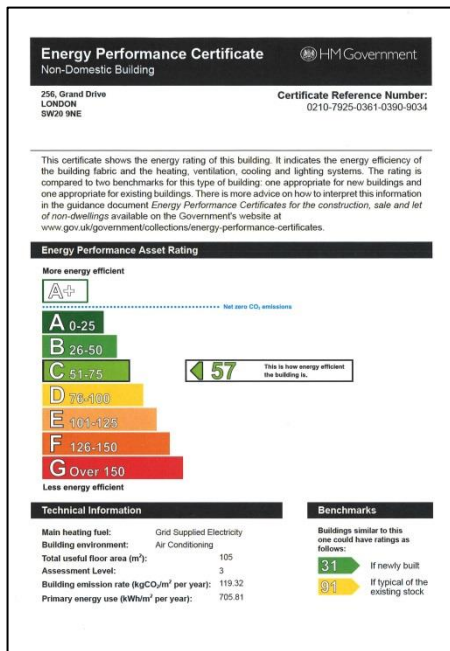 Energy Performance Certificate
Non-Domestic Building
HM Government
256, Grand Drive
LONDON
SW20 9NE
Certificate Reference Number:
0210-7925-0361-0390-9034
This certificate shows the energy rating of this building. It indicates the energy efficiency of
the building fabric and the heating, ventilation, cooling and lighting systems. The rating is
compared to two benchmarks for this type of building: one appropriate for new buildings and
one appropriate for existing buildings. There is more advice on how to interpret this information
in the guidance document Energy Performance Certificates for the construction, sale and let
of non-dwellings available on the Government's website at
www.gov.uk/government/collections/energy-performance-certificates.
Energy Performance Asset Rating
More energy efficient
A+
Net zero CO₂ emissions
A 0-25
B 26-50
C 51-75
57
This is how energy efficient
the building is.
D 76-100
E 101-125
F 126-150
G Over 150
Less energy efficient
Technical Information
Main heating fuel: Grid Supplied Electricity
Building environment: Air Conditioning
Total useful floor area (m²): 105
Assessment Level: 3
Building emission rate (kgCO₂/m² per year): 119.32
Primary energy use (kWh/m² per year): 705.81
Benchmarks
Buildings similar to this
one could have ratings as
follows:
31 If newly built
91 If typical of the
existing stock